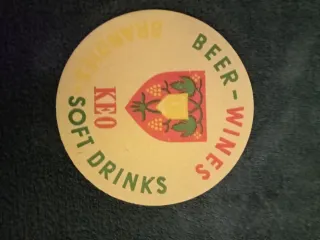 BEER-WINES
BRANDIES
KEO
SOFT DRINKS